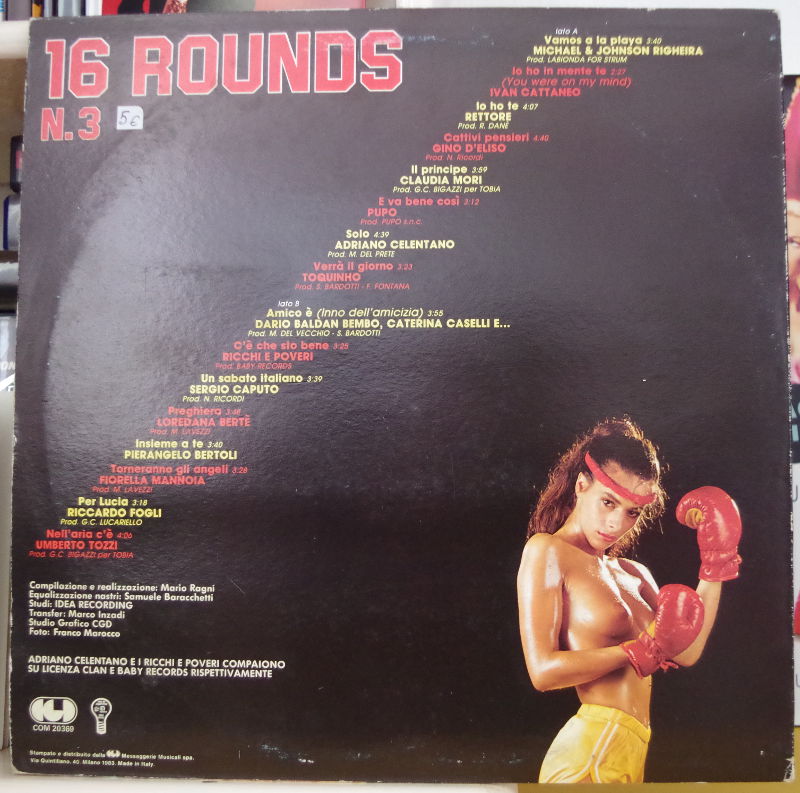 16 ROUNDS
N.3
5€
lato A
Vamos a la playa 3:40
MICHAEL & JOHNSON RIGHEIRA
Prod. LABIONDA FOR STRUM
Io ho in mente te 2:27
(You were on my mind)
IVAN CATTANEO
Io ho te 4:07
RETTORE
Prod. R. DANÈ
Cattivi pensieri 4:40
GINO D'ELISO
Prod. N. Ricordi
Il principe 3:59
CLAUDIA MORI
Prod. G.C. BIGAZZI per TOBIA
E va bene così 3:12
PUPO
Prod. PUPO s.n.c.
Solo 4:39
ADRIANO CELENTANO
Prod. M. DEL PRETE
Verrà il giorno 3:23
TOQUINHO
Prod. S. BARDOTTI - F. FONTANA
lato B
Amico è (Inno dell'amicizia) 3:55
DARIO BALDAN BEMBO, CATERINA CASELLI E...
Prod. M. DEL VECCHIO - S. BARDOTTI
C'è che sto bene 3:25
RICCHI E POVERI
Prod. BABY RECORDS
Un sabato italiano 3:39
SERGIO CAPUTO
Prod. N. RICORDI
Preghiera 3:48
LOREDANA BERTÈ
Prod. M. LAVEZZI
Insieme a te 3:40
PIERANGELO BERTOLI
Torneranno gli angeli 3:28
FIORELLA MANNOIA
Prod. M. LAVEZZI
Per Lucia 3:18
RICCARDO FOGLI
Prod. G.C. LUCARIELLO
Nell'aria c'è 4:06
UMBERTO TOZZI
Prod. G.C BIGAZZI per TOBIA
Compilazione e realizzazione: Mario Ragni
Equalizzazione nastri: Samuele Baracchetti
Studi: IDEA RECORDING
Transfer: Marco Inzadi
Studio Grafico CGD
Foto: Franco Marocco
ADRIANO CELENTANO E I RICCHI E POVERI COMPAIONO
SU LICENZA CLAN E BABY RECORDS RISPETTIVAMENTE
COM 20369
Stampato e distribuito dalle Messaggerie Musicali spa.
Via Quintiliano, 40. Milano 1983. Made in Italy.